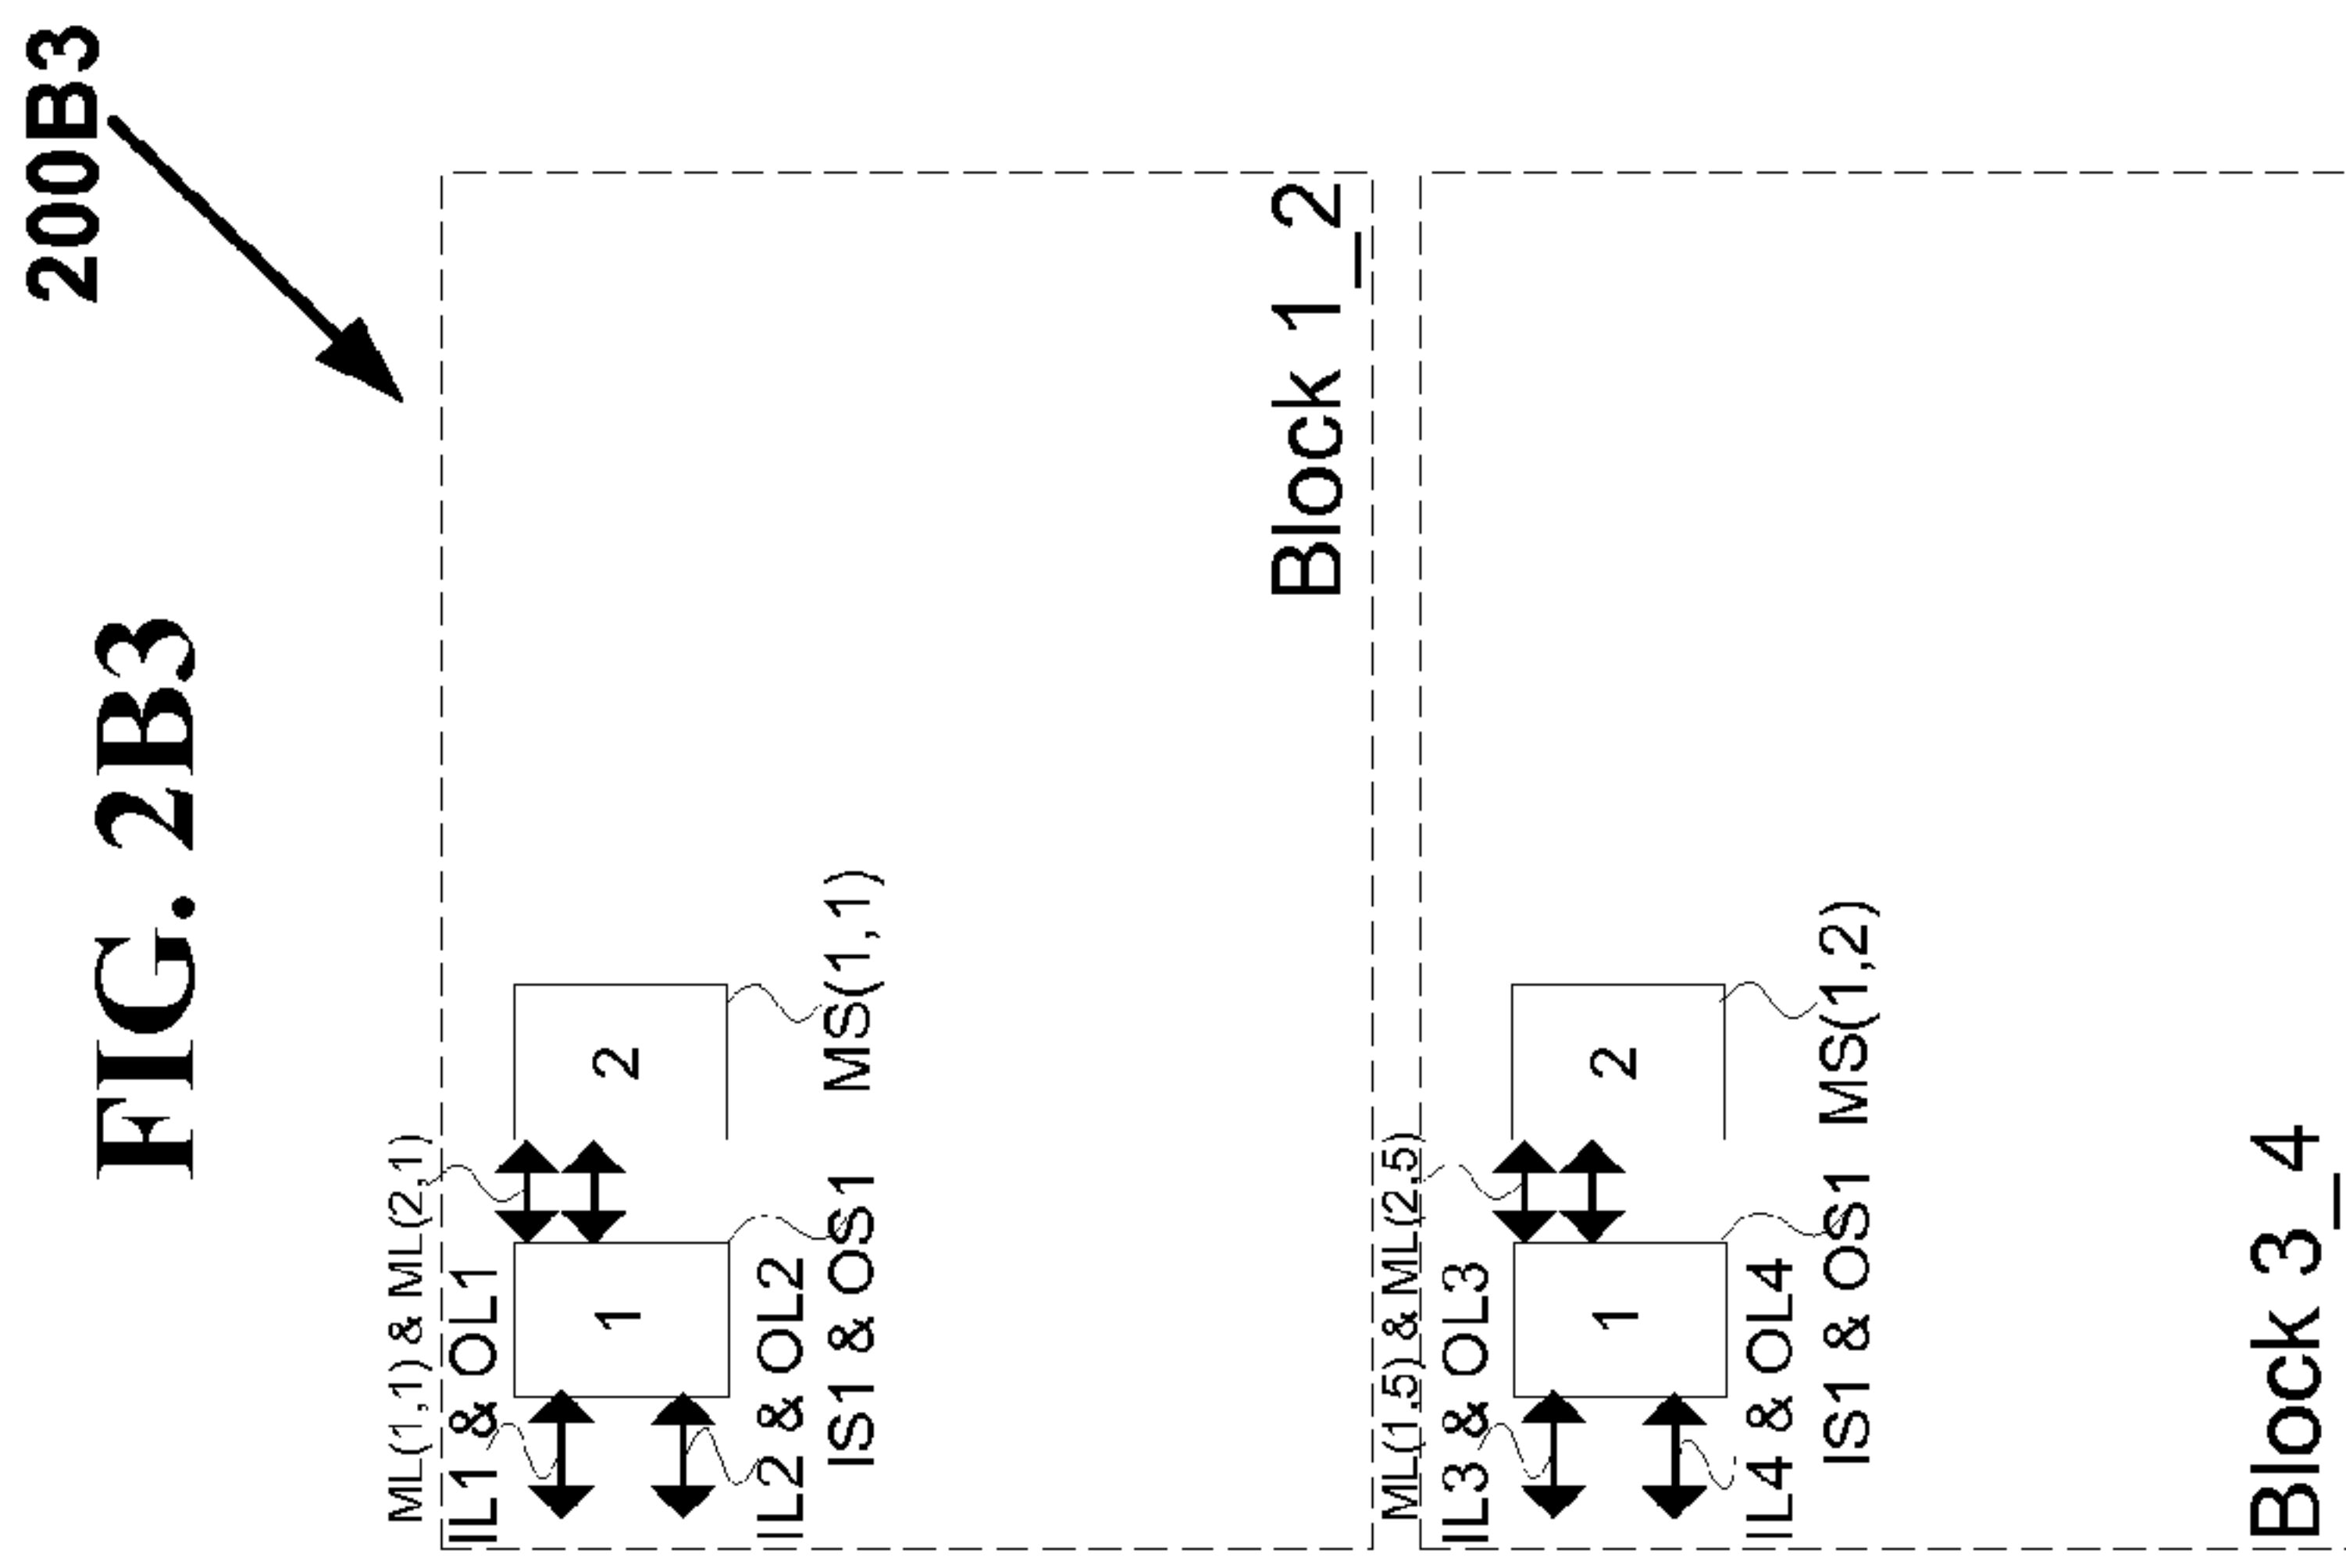 200B3
FIG. 2B3
ML(1,1) & ML(2,1)
IL1 & OL1
1
2
IL2 & OL2
IS1 & OS1
MS(1,1)
Block 1_2
ML(1,5) & ML(2,5)
IL3 & OL3
1
2
IL4 & OL4
IS1 & OS1
MS(1,2)
Block 3_4